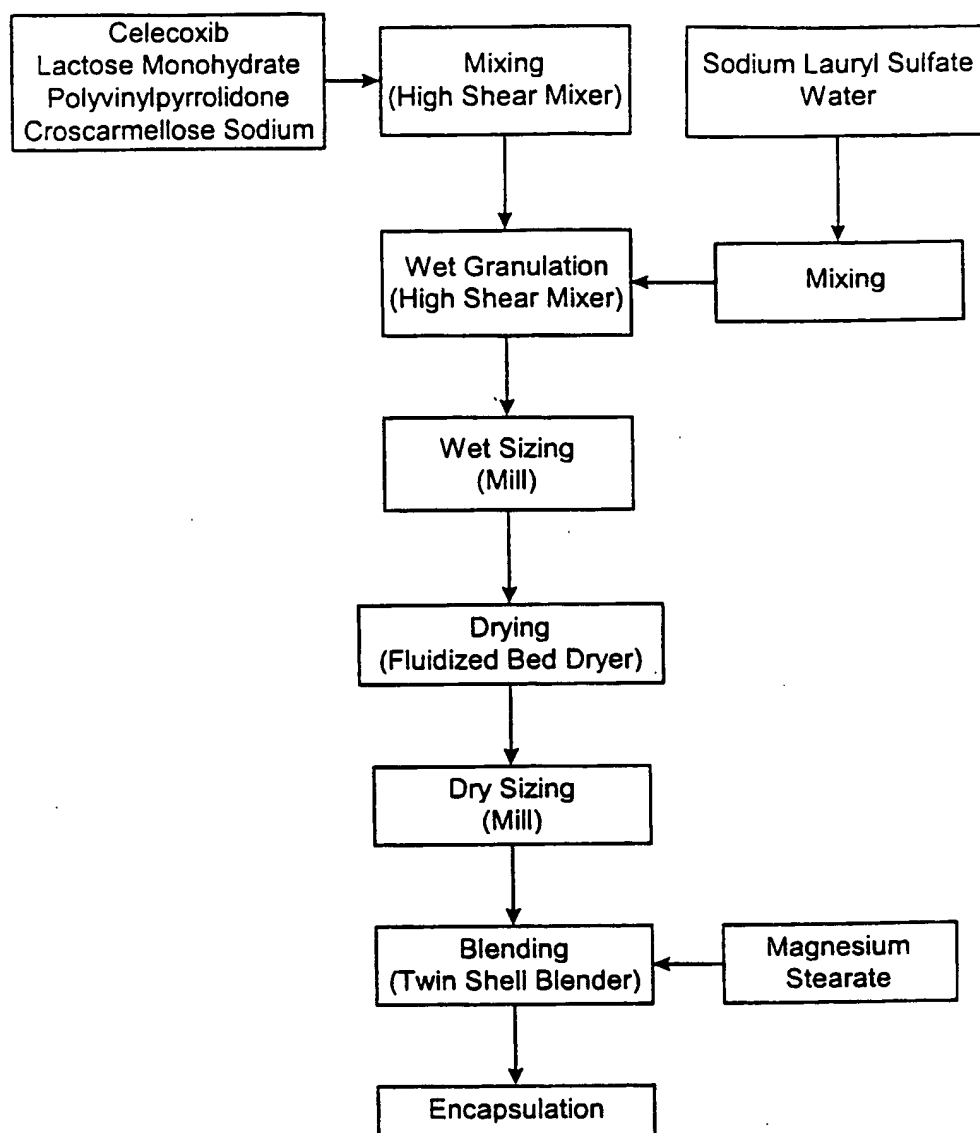 Celecoxib
Lactose Monohydrate
Polyvinylpyrrolidone
Croscarmellose Sodium
Mixing
(High Shear Mixer)
Sodium Lauryl Sulfate
Water
Wet Granulation
(High Shear Mixer)
Mixing
Wet Sizing
(Mill)
Drying
(Fluidized Bed Dryer)
Dry Sizing
(Mill)
Blending
(Twin Shell Blender)
Magnesium
Stearate
Encapsulation